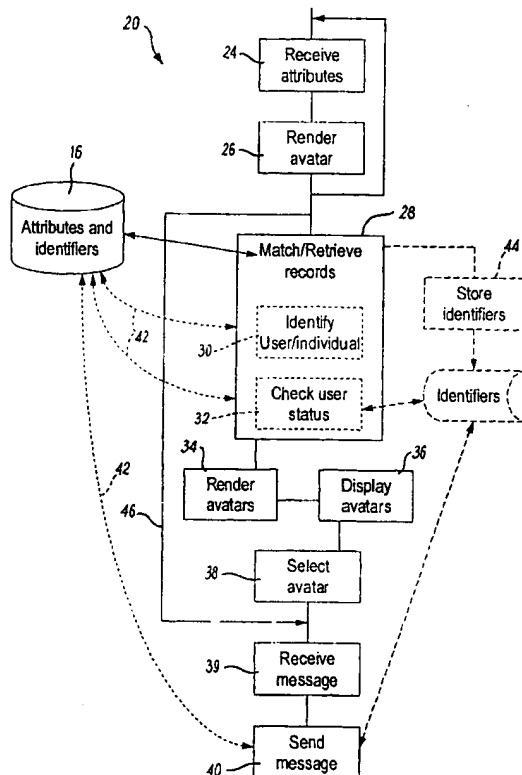 20
24
Receive
attributes
26
Render
avatar
16
Attributes and
identifiers
28
Match/Retrieve
records
44
Store
identifiers
42
30
Identify
User/individual
32
Check user
status
Identifiers
34
Render
avatars
36
Display
avatars
42
46
38
Select
avatar
39
Receive
message
40
Send
message